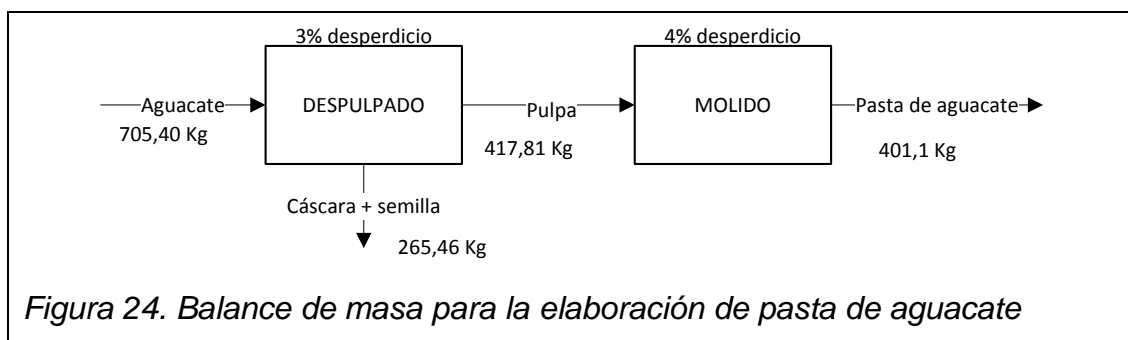 3% desperdicio
4% desperdicio
Aguacate
DESPULPADO
Pulpa
MOLIDO
Pasta de aguacate
705,40 Kg
417,81 Kg
401,1 Kg
Cáscara + semilla
265,46 Kg
Figura 24. Balance de masa para la elaboración de pasta de aguacate